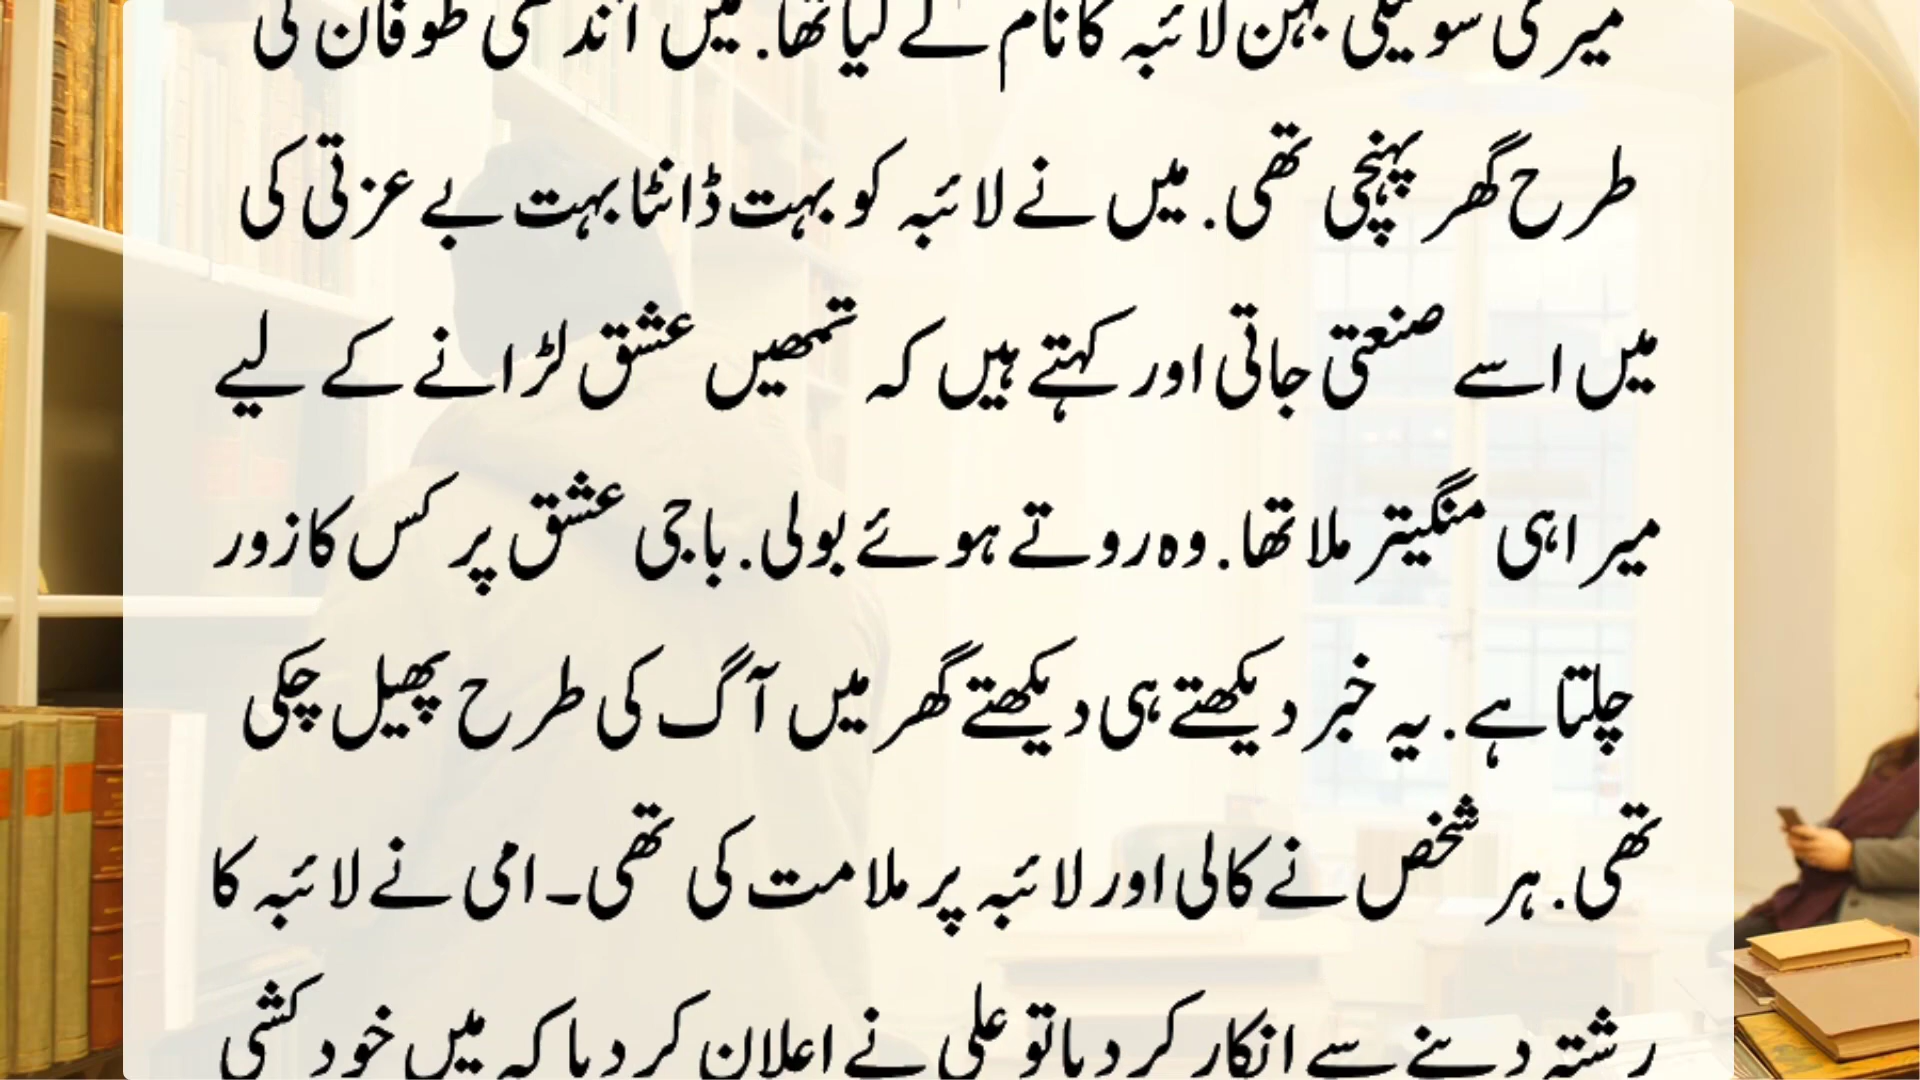 میری سوتیلی بہن لائبہ کا نام لے لیا تھا. میں آندھی طوفان کی
طرح گھر پہنچی تھی. میں نے لائبہ کو بہت ڈانٹا بہت بے عزتی کی
میں اسے صنعتی جاتی اور کہتے ہیں کہ تمھیں عشق لڑانے کے لیے
میرا ہی منگیتر ملا تھا. وہ روتے ہوئے بولی. باجی عشق پر کس کا زور
چلتا ہے. یہ خبر دیکھتے ہی دیکھتے گھر میں آگ کی طرح پھیل چکی
تھی. ہر شخص نے کالی اور لائبہ پر ملامت کی تھی۔ امی نے لائبہ کا
رشتہ دینے سے انکار کر دیا تو علی نے اعلان کر دیا کہ میں خودکشی